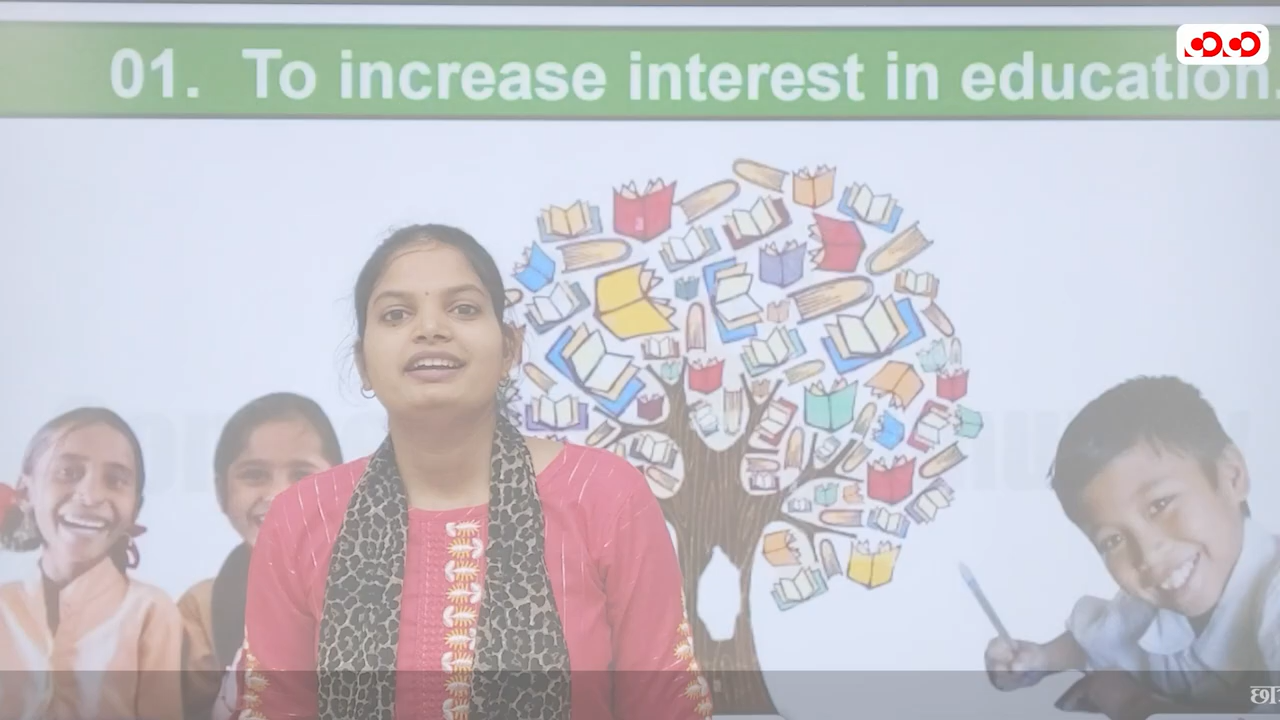 01. To increase interest in education.